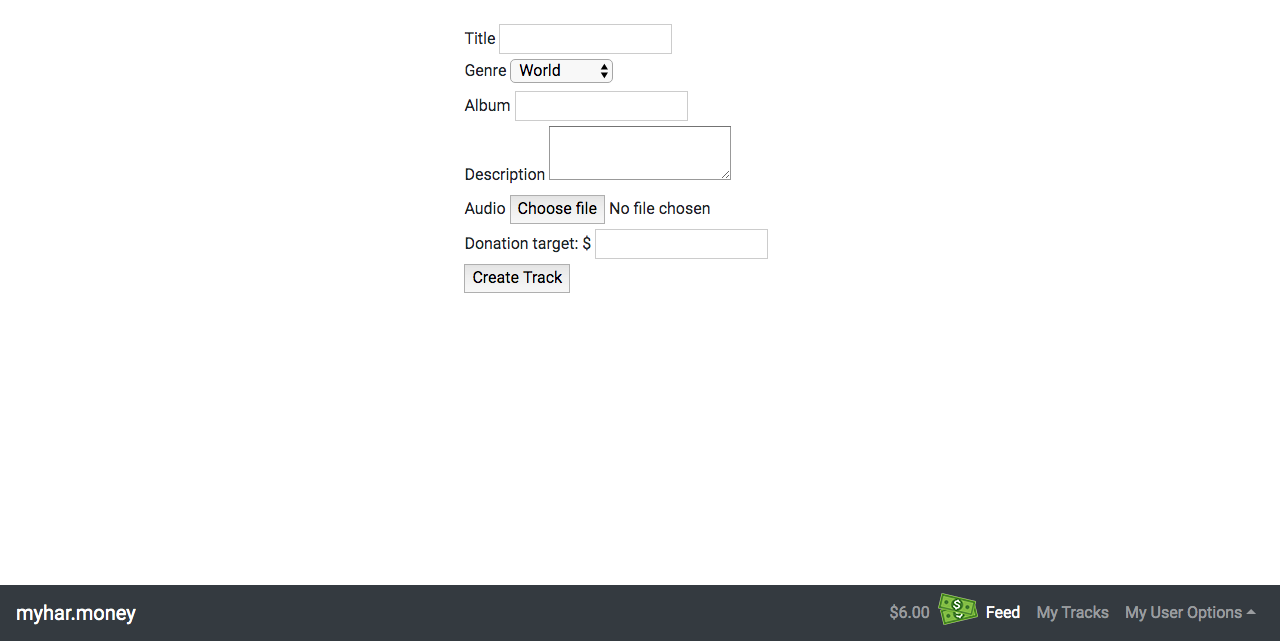 Title
Genre World
Album
Description
Audio Choose file No file chosen
Donation target: $
Create Track
myhar.money $6.00 Feed My Tracks My User Options